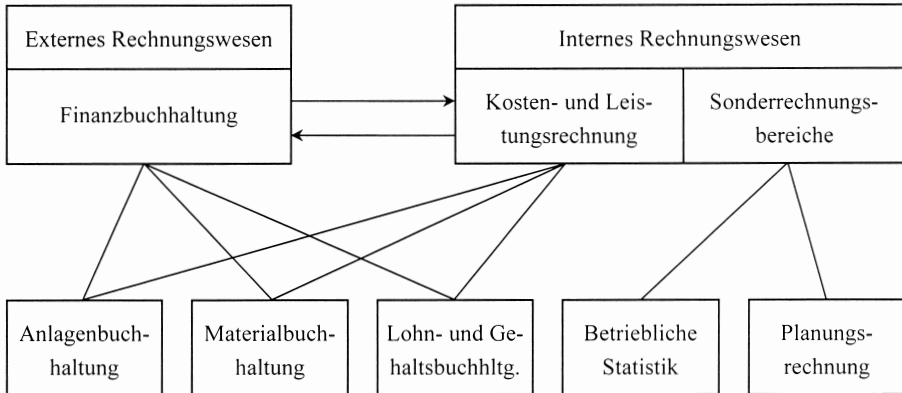 Externes Rechnungswesen
Internes Rechnungswesen
Finanzbuchhaltung
Kosten- und Leis-
tungsrechnung
Sonderrechnungs-
bereiche
Anlagenbuch-
haltung
Materialbuch-
haltung
Lohn- und Ge-
haltsbuchhltg.
Betriebliche
Statistik
Planungs-
rechnung